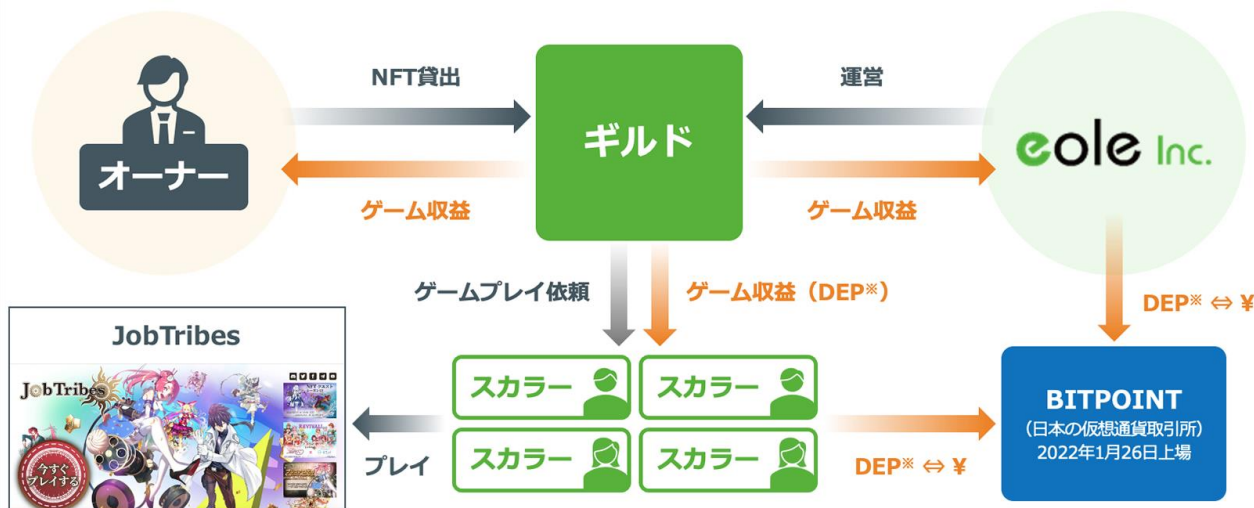 NFT貸出
運営
ギルド
オーナー
eole Inc.
ゲーム収益
ゲーム収益
ゲームプレイ依頼
ゲーム収益（DEP※）
DEP※ ⇔ ¥
JobTribes
JobTribes
今すぐ
プレイする
スカラー
スカラー
スカラー
スカラー
プレイ
DEP※ ⇔ ¥
BITPOINT
（日本の仮想通貨取引所）
2022年1月26日上場